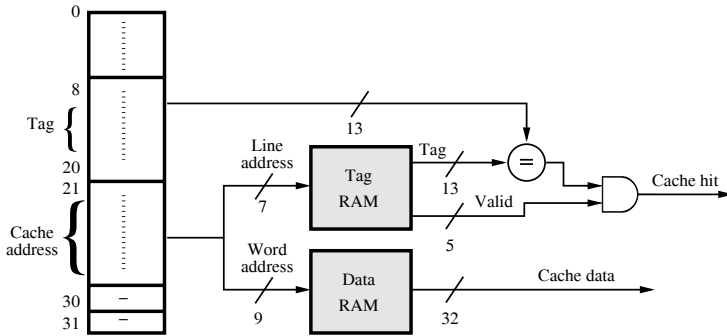 0
8
Tag
20
21
Cache
address
30
31
13
Line
address
7
Tag
RAM
Tag
13
=
Valid
5
Cache hit
Word
address
9
Data
RAM
32
Cache data